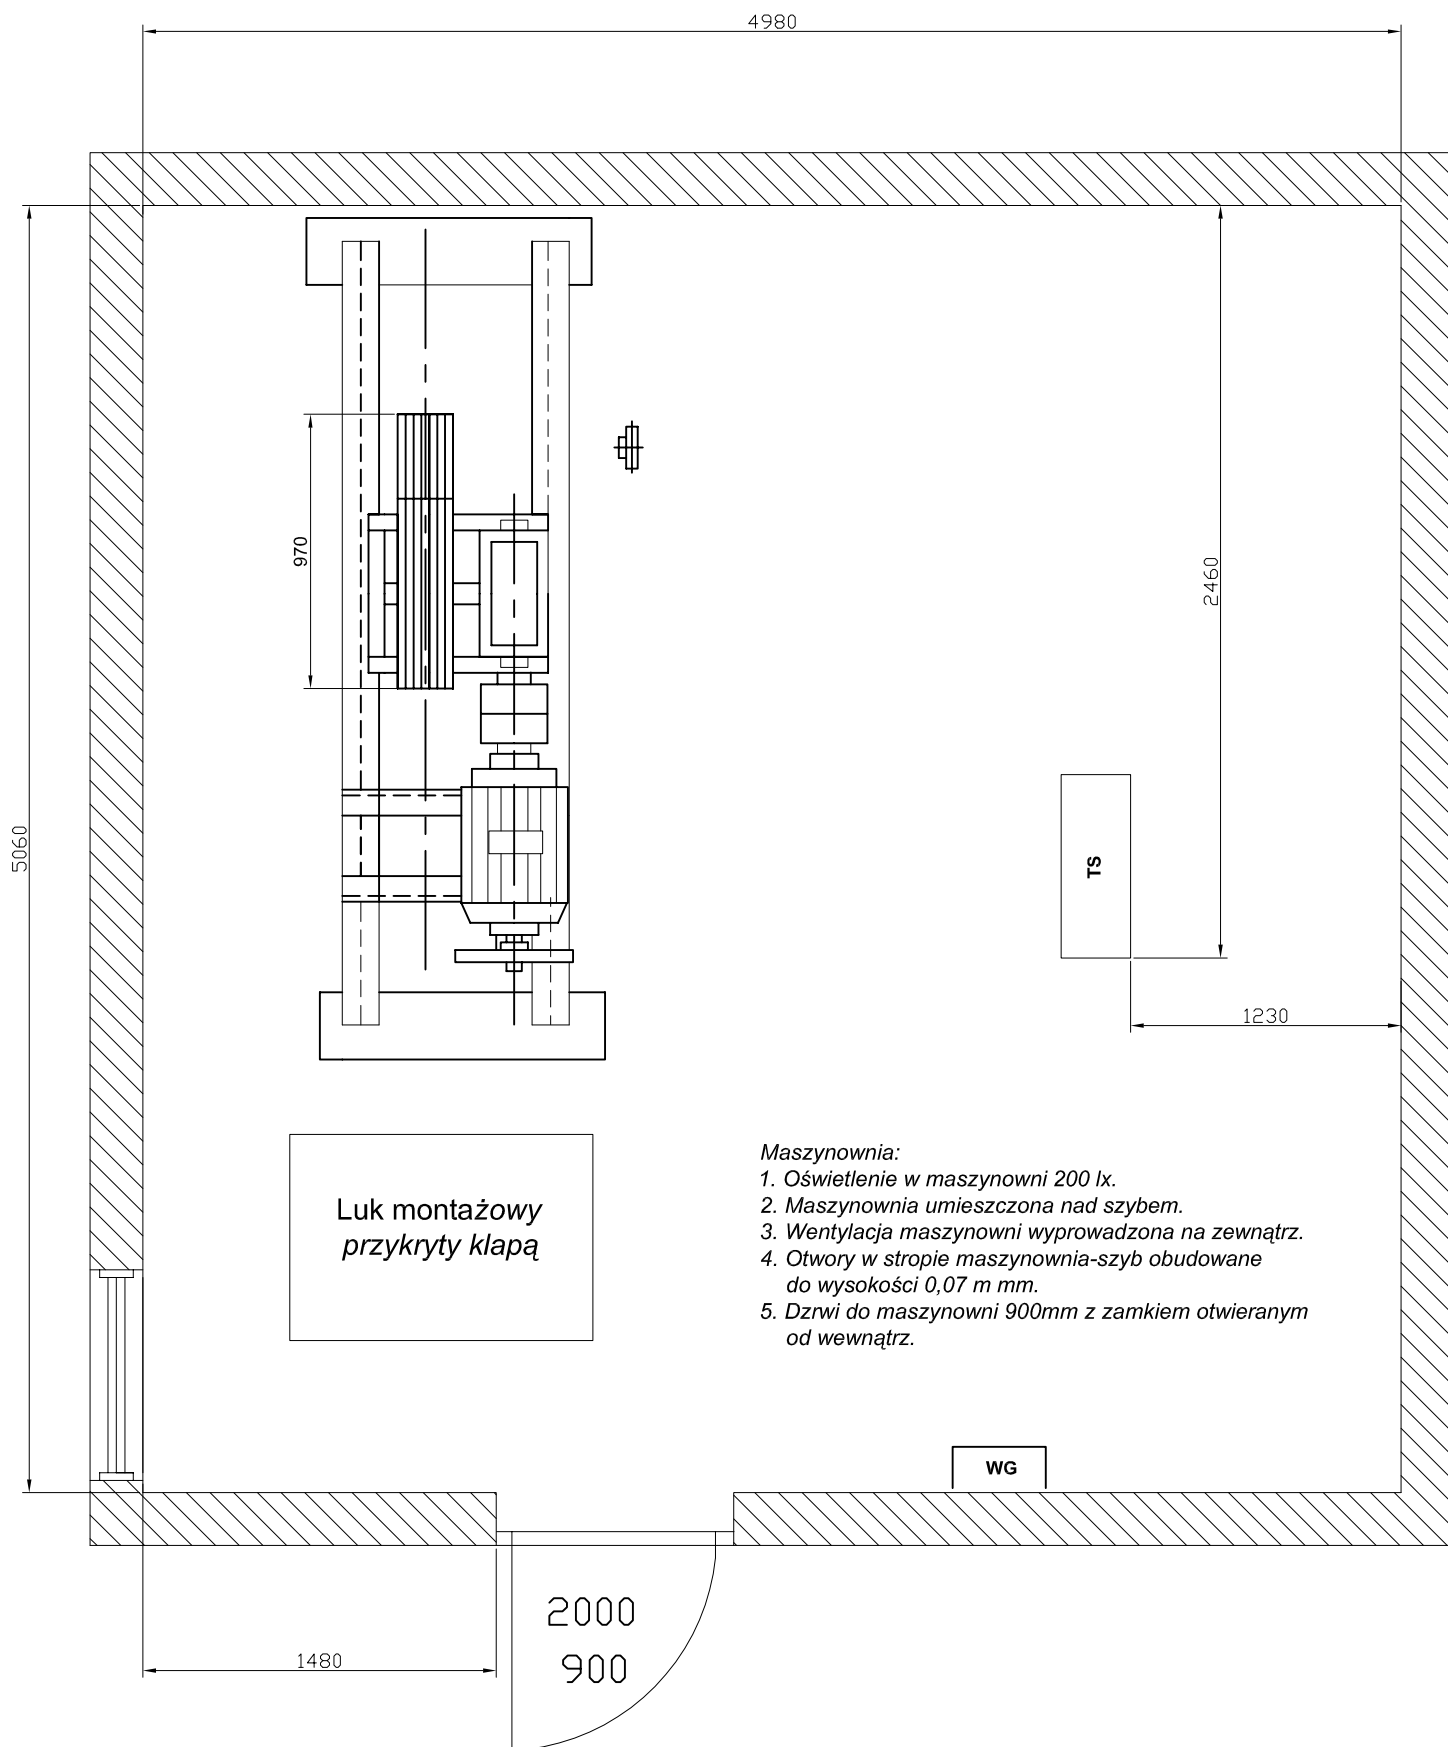 4980
970
2460
5060
TS
1230
Maszynownia:
1. Oświetlenie w maszynowni 200 lx.
2. Maszynownia umieszczona nad szybem.
3. Wentylacja maszynowni wyprowadzona na zewnątrz.
4. Otwory w stropie maszynownia-szyb obudowane
do wysokości 0,07 m mm.
5. Dzrwi do maszynowni 900mm z zamkiem otwieranym
od wewnątrz.
Luk montażowy
przykryty klapą
WG
2000
900
1480